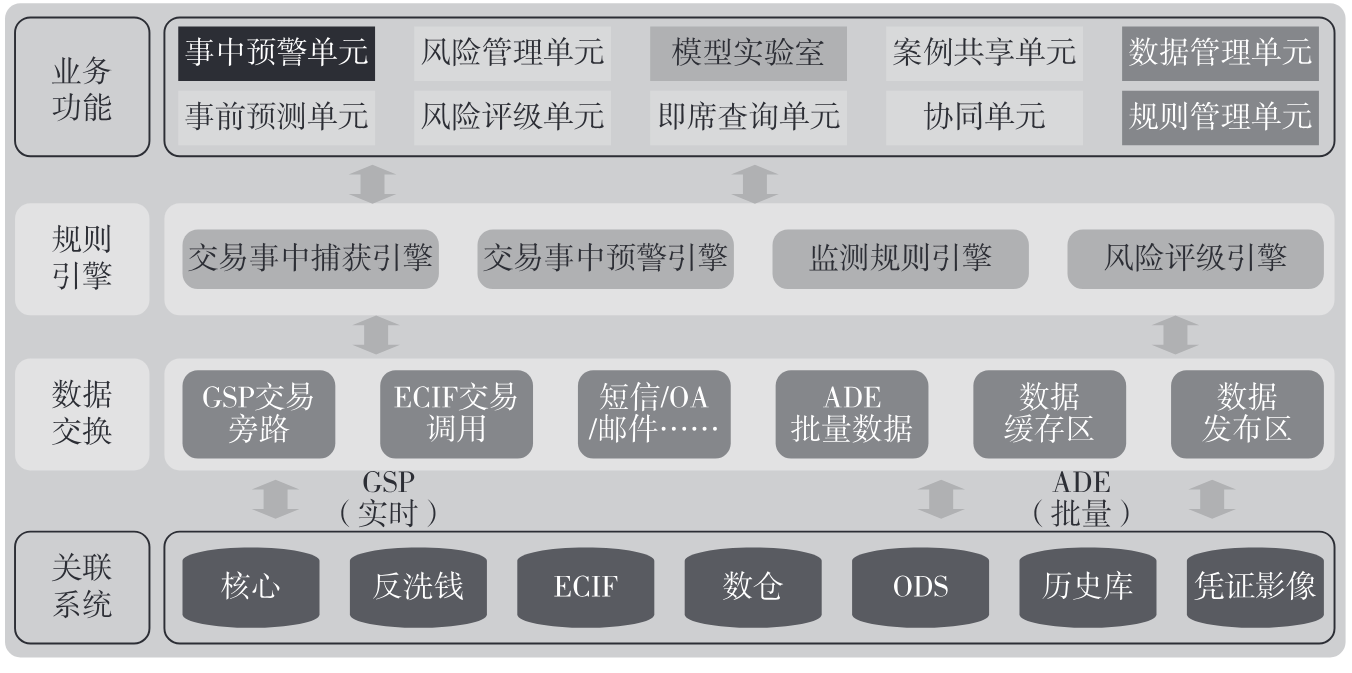 业务
功能
事中预警单元
风险管理单元
模型实验室
案例共享单元
数据管理单元
事前预测单元
风险评级单元
即席查询单元
协同单元
规则管理单元
规则
引擎
交易事中捕获引擎
交易事中预警引擎
监测规则引擎
风险评级引擎
数据
交换
GSP交易
旁路
ECIF交易
调用
短信/OA
/邮件……
ADE
批量数据
数据
缓存区
数据
发布区
GSP
（实时）
ADE
（批量）
关联
系统
核心
反洗钱
ECIF
数仓
ODS
历史库
凭证影像